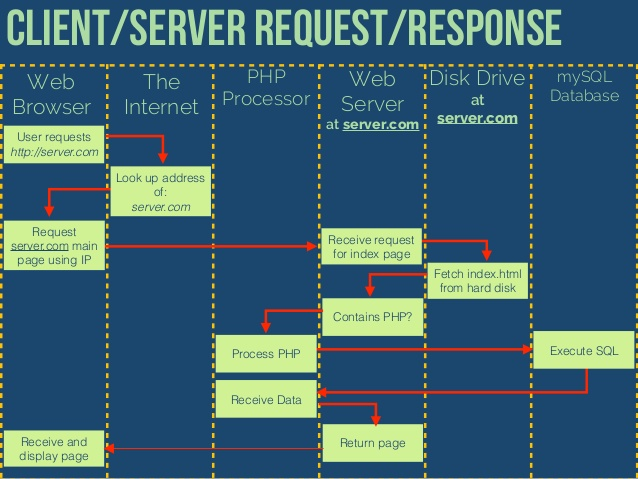 CLIENT/SERVER REQUEST/RESPONSE
Web
Browser
The
Internet
PHP
Processor
Web
Server
at server.com
Disk Drive
at
server.com
mySQL
Database
User requests
http://server.com
Look up address
of:
server.com
Request
server.com main
page using IP
Receive request
for index page
Fetch index.html
from hard disk
Contains PHP?
Process PHP
Execute SQL
Receive Data
Return page
Receive and
display page